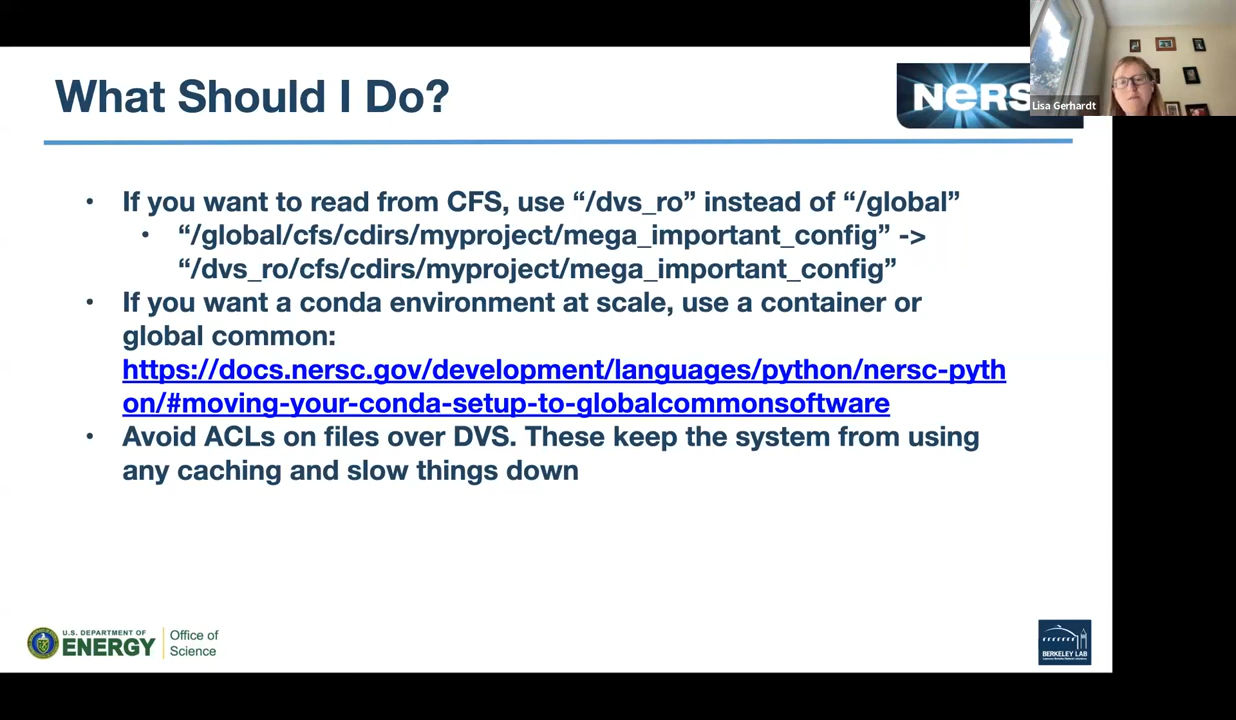 What Should I Do?
NERS
Lisa Gerhardt
• If you want to read from CFS, use “/dvs_ro” instead of “/global”
• “/global/cfs/cdirs/myproject/mega_important_config” ->
“/dvs_ro/cfs/cdirs/myproject/mega_important_config”
• If you want a conda environment at scale, use a container or
global common:
https://docs.nersc.gov/development/languages/python/nersc-pyth
on/#moving-your-conda-setup-to-globalcommonsoftware
• Avoid ACLs on files over DVS. These keep the system from using
any caching and slow things down
U.S. DEPARTMENT OF
ENERGY
Office of
Science
BERKELEY LAB